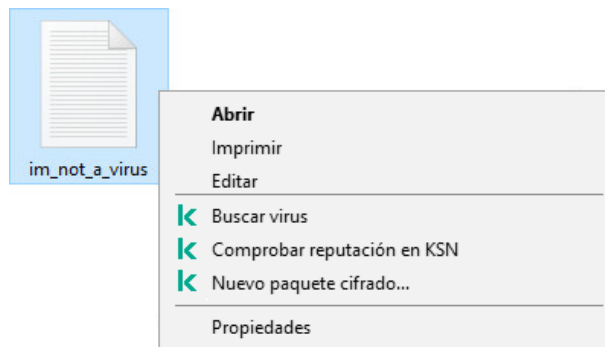 im_not_a_virus
Abrir
Imprimir
Editar
Buscar virus
Comprobar reputación en KSN
Nuevo paquete cifrado...
Propiedades